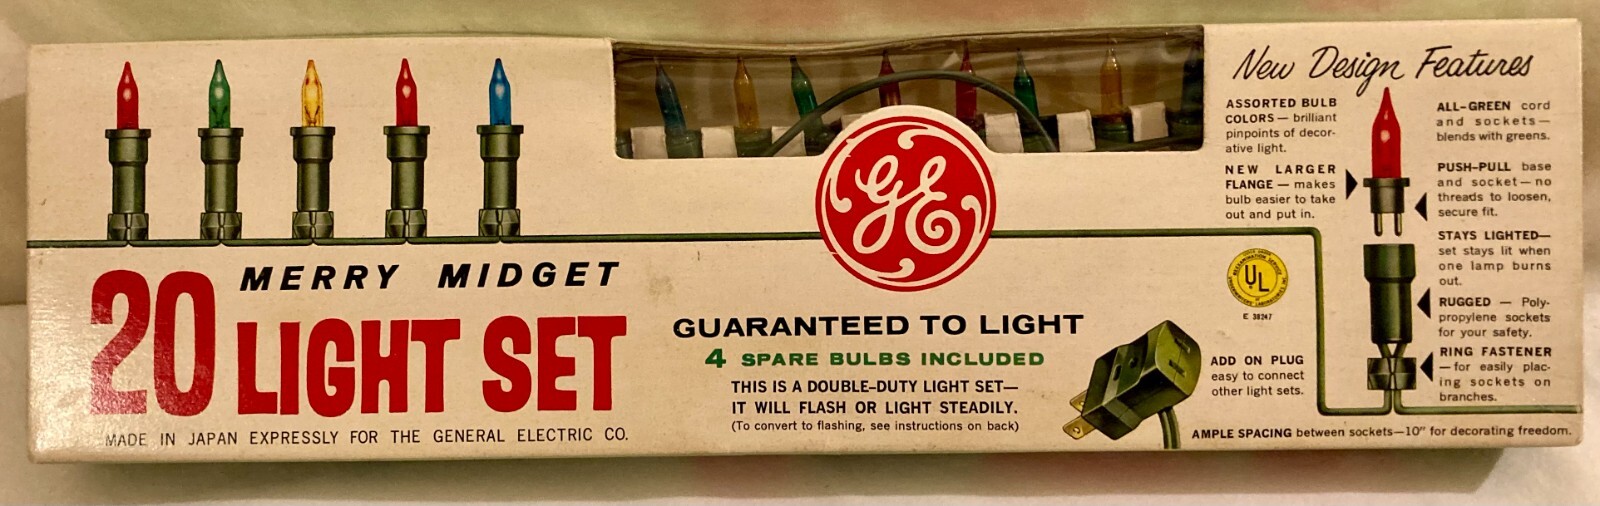 20
MERRY MIDGET
LIGHT SET
MADE IN JAPAN EXPRESSLY FOR THE GENERAL ELECTRIC CO.
GE
GUARANTEED TO LIGHT
4 SPARE BULBS INCLUDED
THIS IS A DOUBLE-DUTY LIGHT SET—
IT WILL FLASH OR LIGHT STEADILY.
(To convert to flashing, see instructions on back)
New Design Features
ASSORTED BULB
COLORS — brilliant
pinpoints of decor-
ative light.
NEW LARGER
FLANGE — makes
bulb easier to take
out and put in.
UL
E 38247
ADD ON PLUG
easy to connect
other light sets.
ALL-GREEN cord
and sockets—
blends with greens.
PUSH-PULL base
and socket—no
threads to loosen,
secure fit.
STAYS LIGHTED—
set stays lit when
one lamp burns
out.
RUGGED — Poly-
propylene sockets
for your safety.
RING FASTENER
—for easily plac-
ing sockets on
branches.
AMPLE SPACING between sockets—10" for decorating freedom.